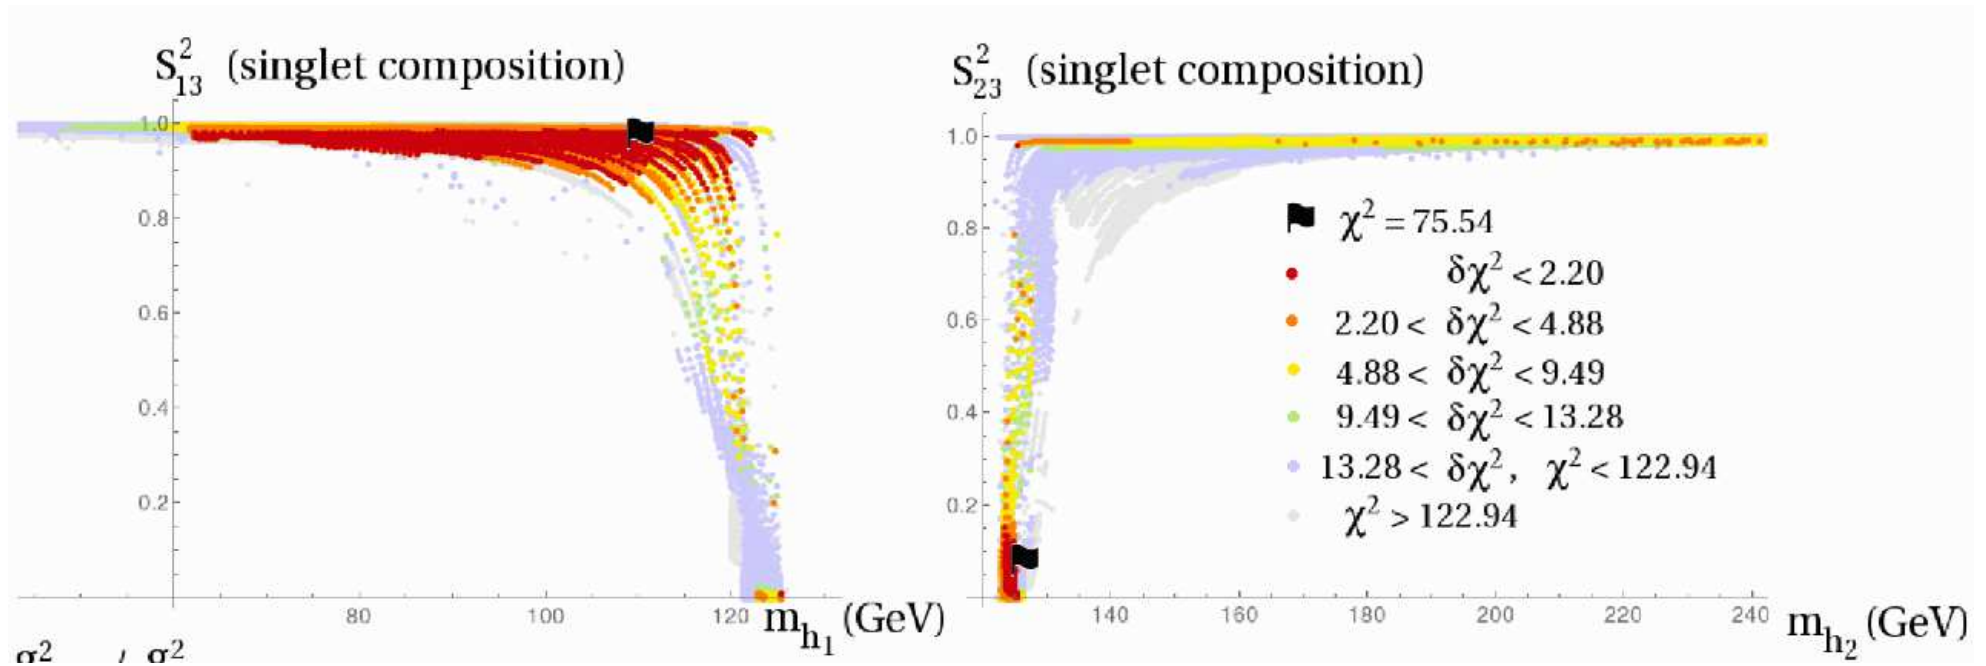 S²₁₃ (singlet composition)
1.0
0.8
0.6
0.4
0.2
80 100 120
m_h₁ (GeV)
S²₂₃ (singlet composition)
1.0
0.8
0.6
0.4
0.2
140 160 180 200 220 240
m_h₂ (GeV)
χ² = 75.54
δχ² < 2.20
2.20 < δχ² < 4.88
4.88 < δχ² < 9.49
9.49 < δχ² < 13.28
13.28 < δχ², χ² < 122.94
χ² > 122.94